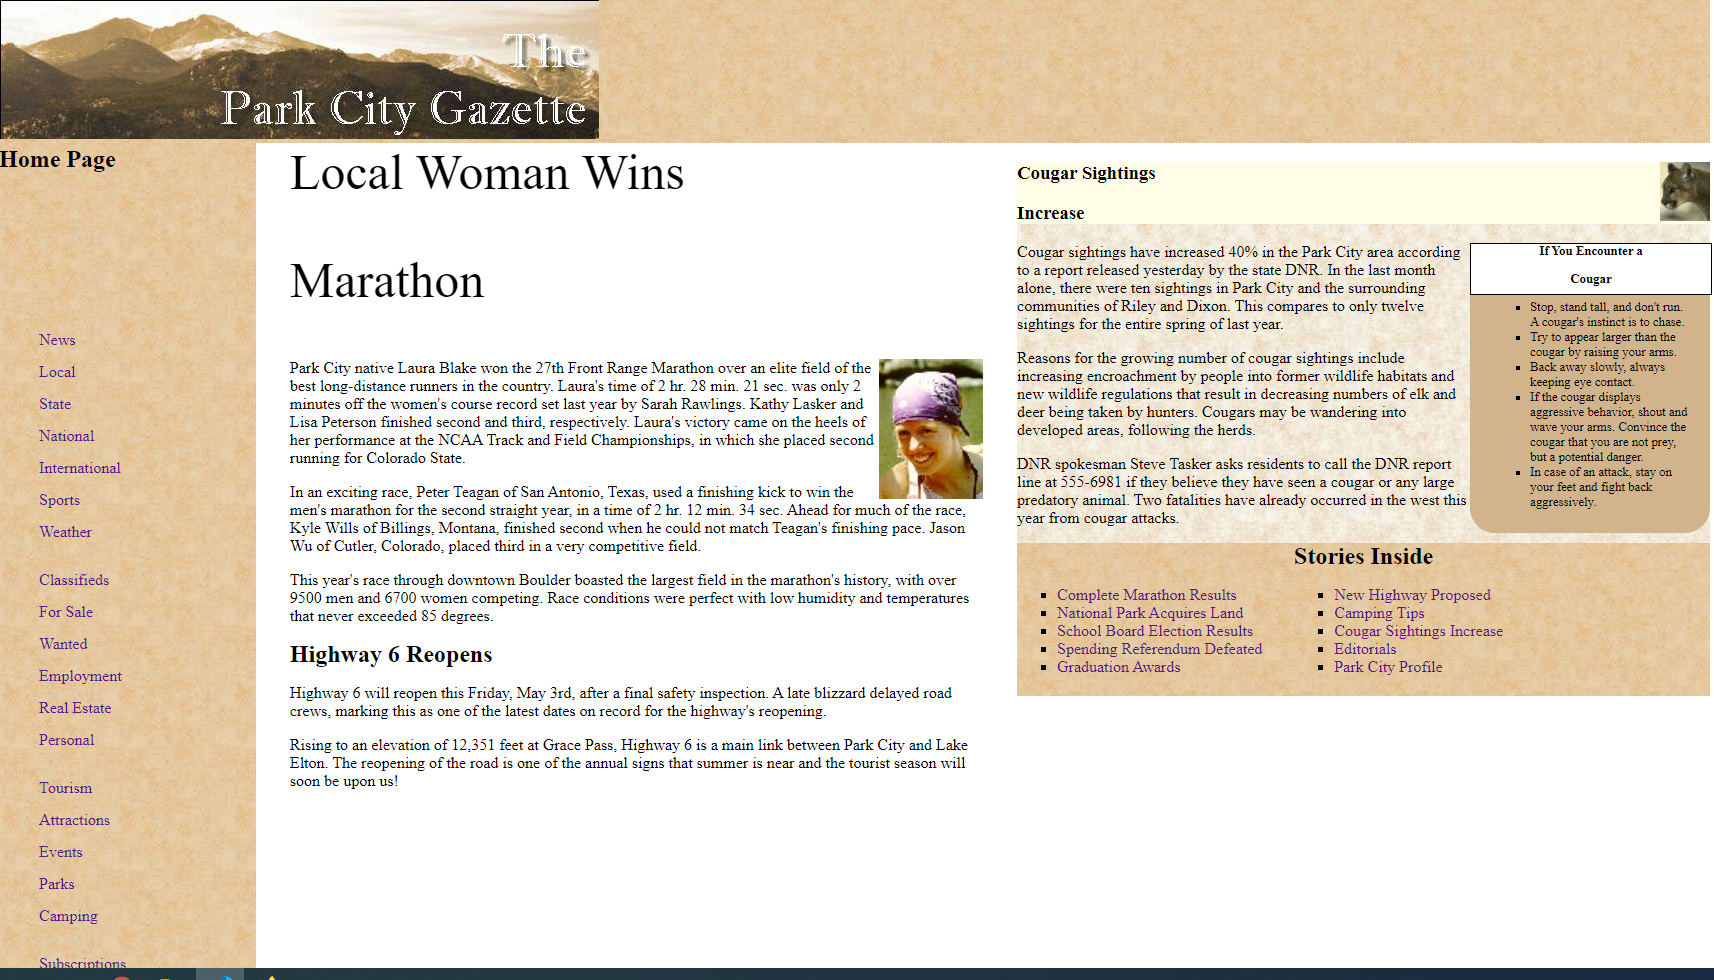 The
Park City Gazette
Home Page
News
Local
State
National
International
Sports
Weather
Classifieds
For Sale
Wanted
Employment
Real Estate
Personal
Tourism
Attractions
Events
Parks
Camping
Subscriptions
Local Woman Wins
Marathon
Park City native Laura Blake won the 27th Front Range Marathon over an elite field of the
best long-distance runners in the country. Laura's time of 2 hr. 28 min. 21 sec. was only 2
minutes off the women's course record set last year by Sarah Rawlings. Kathy Lasker and
Lisa Peterson finished second and third, respectively. Laura's victory came on the heels of
her performance at the NCAA Track and Field Championships, in which she placed second
running for Colorado State.
In an exciting race, Peter Teagan of San Antonio, Texas, used a finishing kick to win the
men's marathon for the second straight year, in a time of 2 hr. 12 min. 34 sec. Ahead for much of the race,
Kyle Wills of Billings, Montana, finished second when he could not match Teagan's finishing pace. Jason
Wu of Cutler, Colorado, placed third in a very competitive field.
This year's race through downtown Boulder boasted the largest field in the marathon's history, with over
9500 men and 6700 women competing. Race conditions were perfect with low humidity and temperatures
that never exceeded 85 degrees.
Highway 6 Reopens
Highway 6 will reopen this Friday, May 3rd, after a final safety inspection. A late blizzard delayed road
crews, marking this as one of the latest dates on record for the highway's reopening.
Rising to an elevation of 12,351 feet at Grace Pass, Highway 6 is a main link between Park City and Lake
Elton. The reopening of the road is one of the annual signs that summer is near and the tourist season will
soon be upon us!
Cougar Sightings
Increase
Cougar sightings have increased 40% in the Park City area according
to a report released yesterday by the state DNR. In the last month
alone, there were ten sightings in Park City and the surrounding
communities of Riley and Dixon. This compares to only twelve
sightings for the entire spring of last year.
Reasons for the growing number of cougar sightings include
increasing encroachment by people into former wildlife habitats and
new wildlife regulations that result in decreasing numbers of elk and
deer being taken by hunters. Cougars may be wandering into
developed areas, following the herds.
DNR spokesman Steve Tasker asks residents to call the DNR report
line at 555-6981 if they believe they have seen a cougar or any large
predatory animal. Two fatalities have already occurred in the west this
year from cougar attacks.
If You Encounter a
Cougar
Stop, stand tall, and don't run.
A cougar's instinct is to chase.
Try to appear larger than the
cougar by raising your arms.
Back away slowly, always
keeping eye contact.
If the cougar displays
aggressive behavior, shout and
wave your arms. Convince the
cougar that you are not prey,
but a potential danger.
In case of an attack, stay on
your feet and fight back
aggressively.
Stories Inside
Complete Marathon Results
National Park Acquires Land
School Board Election Results
Spending Referendum Defeated
Graduation Awards
New Highway Proposed
Camping Tips
Cougar Sightings Increase
Editorials
Park City Profile